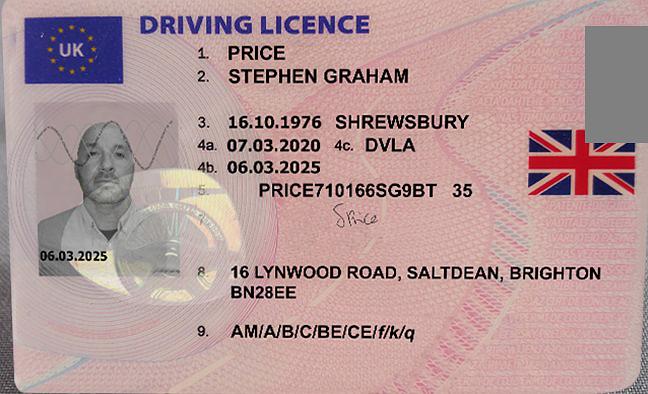 UK
DRIVING LICENCE
1. PRICE
2. STEPHEN GRAHAM
3. 16.10.1976 SHREWSBURY
4a. 07.03.2020 4c. DVLA
4b. 06.03.2025
5. PRICE710166SG9BT 35
SPrice
06.03.2025
8. 16 LYNWOOD ROAD, SALTDEAN, BRIGHTON
BN28EE
9. AM/A/B/C/BE/CE/f/k/q